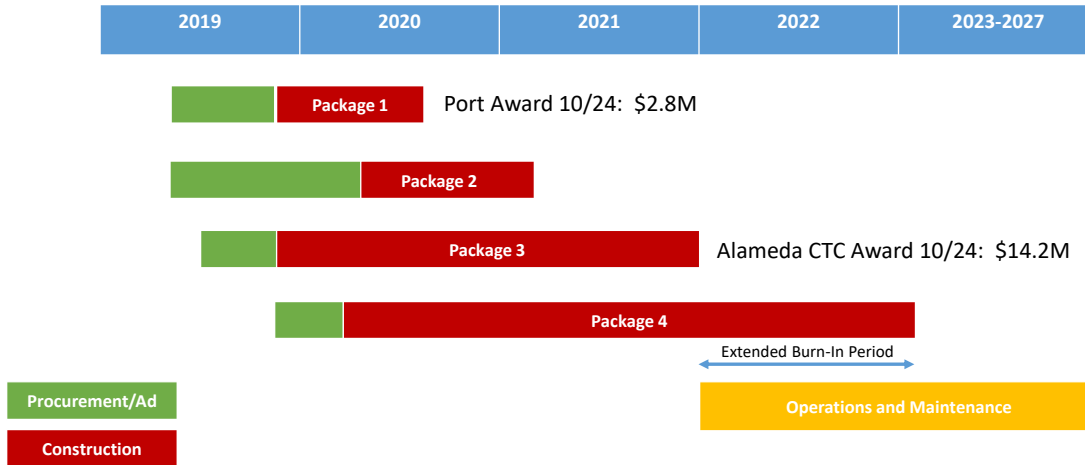 2019 2020 2021 2022 2023-2027
Package 1 Port Award 10/24: $2.8M
Package 2
Package 3 Alameda CTC Award 10/24: $14.2M
Package 4
Extended Burn-In Period
Procurement/Ad Operations and Maintenance
Construction